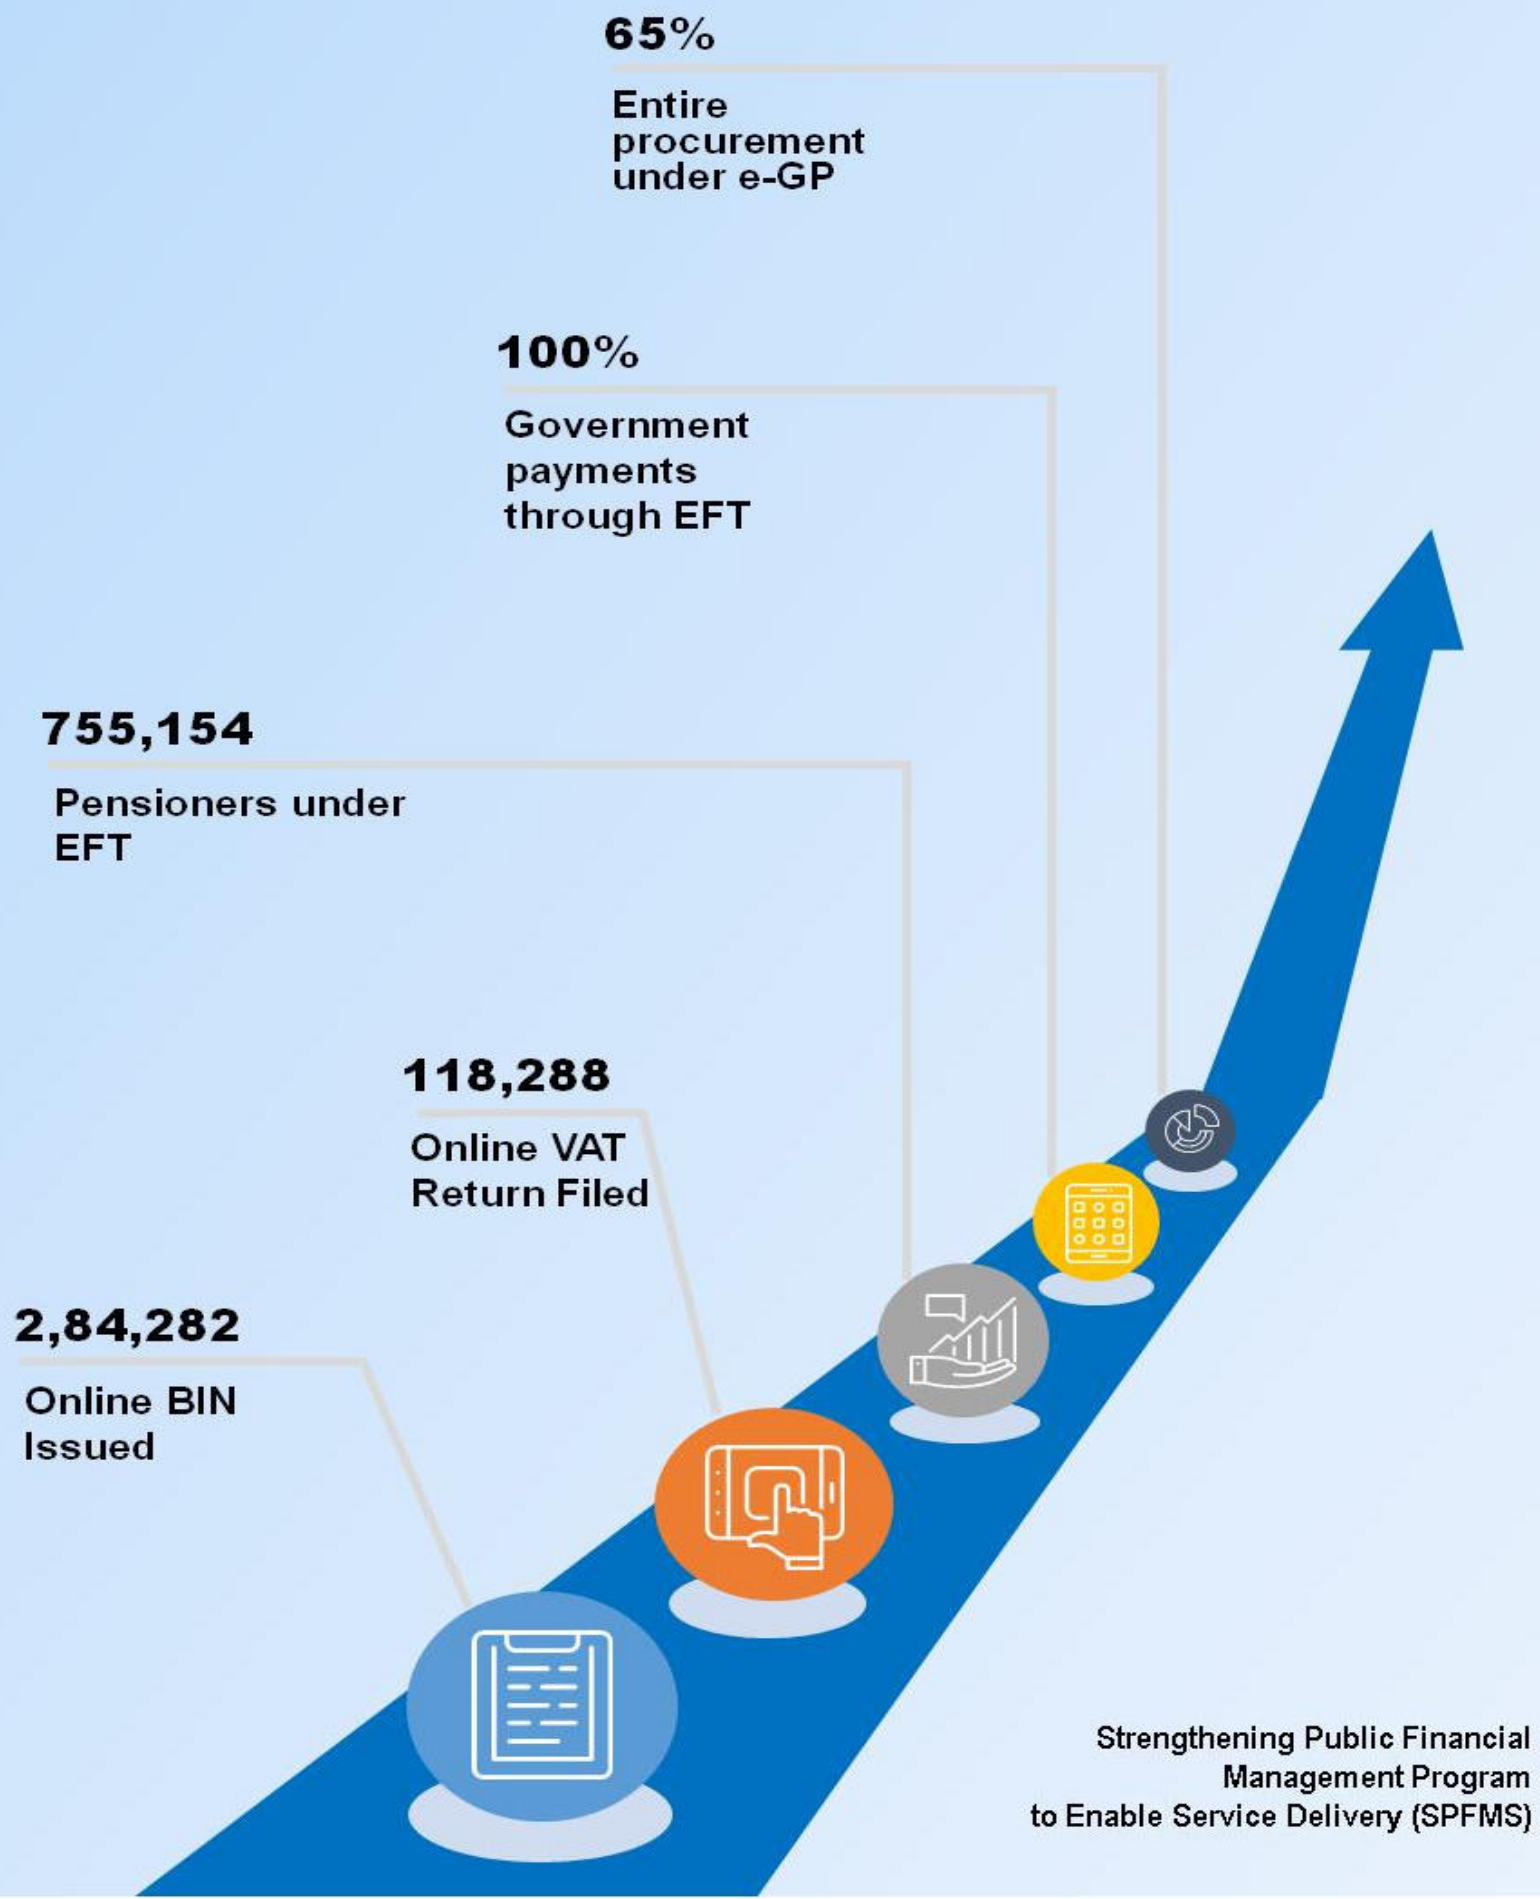 65%
Entire
procurement
under e-GP
100%
Government
payments
through EFT
755,154
Pensioners under
EFT
118,288
Online VAT
Return Filed
2,84,282
Online BIN
Issued
Strengthening Public Financial
Management Program
to Enable Service Delivery (SPFMS)